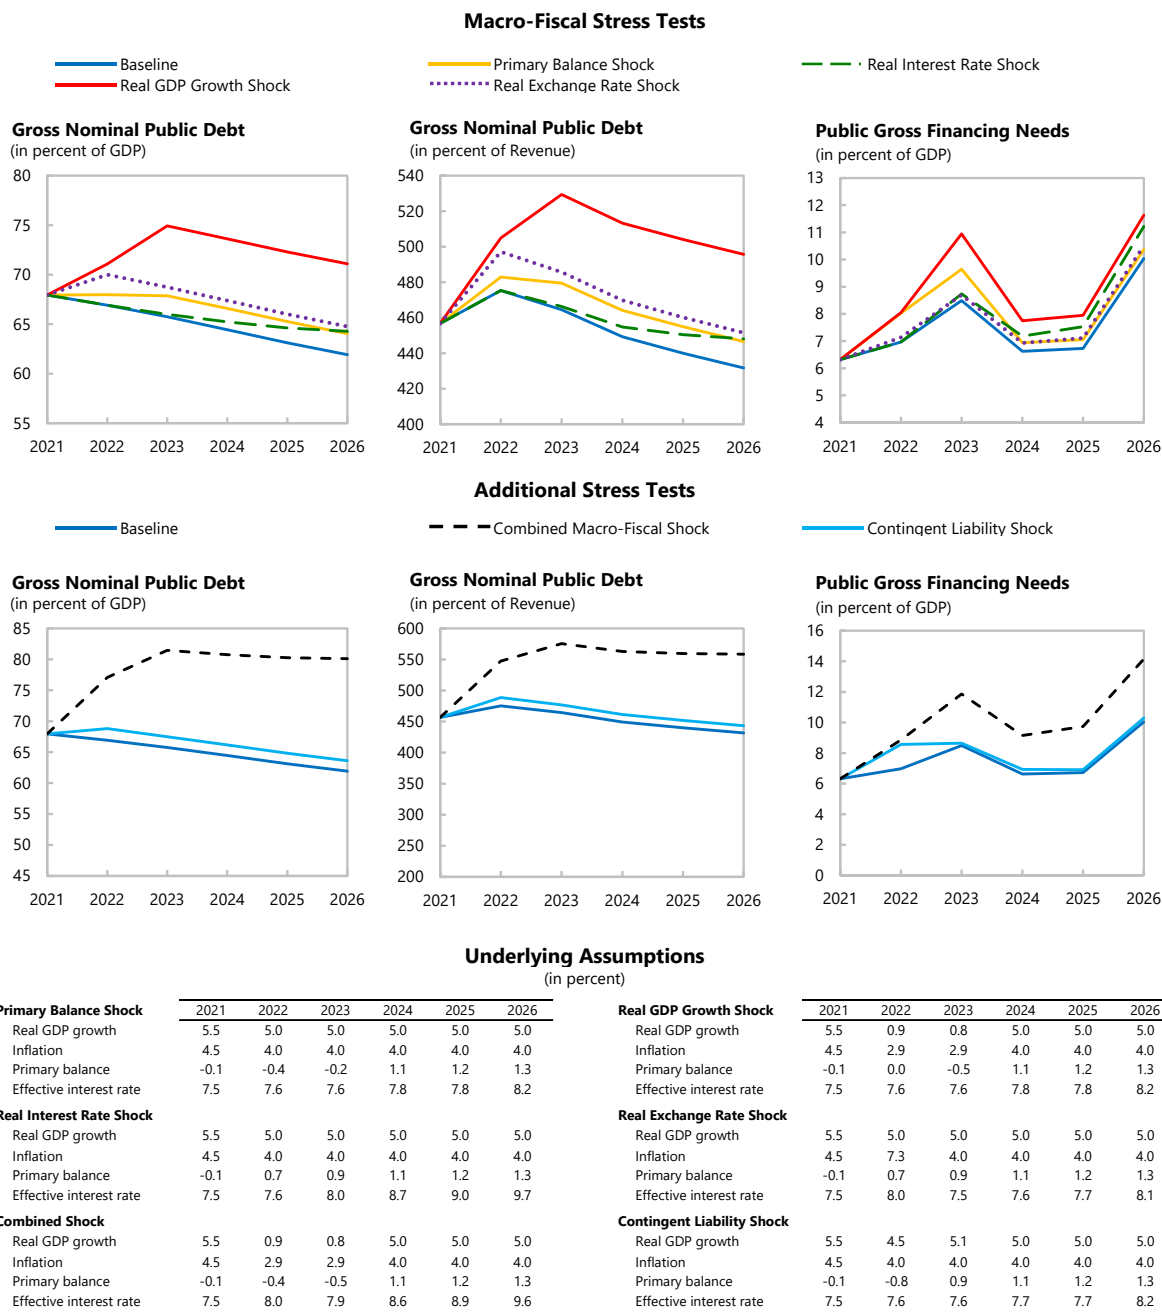 Macro-Fiscal Stress Tests
Baseline
Primary Balance Shock
Real Interest Rate Shock
Real GDP Growth Shock
Real Exchange Rate Shock
Gross Nominal Public Debt
(in percent of GDP)
80
75
70
65
60
55
2021 2022 2023 2024 2025 2026
Gross Nominal Public Debt
(in percent of Revenue)
540
520
500
480
460
440
420
400
2021 2022 2023 2024 2025 2026
Public Gross Financing Needs
(in percent of GDP)
13
12
11
10
9
8
7
6
5
4
2021 2022 2023 2024 2025 2026
Additional Stress Tests
Baseline
Combined Macro-Fiscal Shock
Contingent Liability Shock
Gross Nominal Public Debt
(in percent of GDP)
85
80
75
70
65
60
55
50
45
2021 2022 2023 2024 2025 2026
Gross Nominal Public Debt
(in percent of Revenue)
600
550
500
450
400
350
300
250
200
2021 2022 2023 2024 2025 2026
Public Gross Financing Needs
(in percent of GDP)
16
14
12
10
8
6
4
2
0
2021 2022 2023 2024 2025 2026
Underlying Assumptions
(in percent)
Primary Balance Shock 2021 2022 2023 2024 2025 2026
Real GDP growth 5.5 5.0 5.0 5.0 5.0 5.0
Inflation 4.5 4.0 4.0 4.0 4.0 4.0
Primary balance -0.1 -0.4 -0.2 1.1 1.2 1.3
Effective interest rate 7.5 7.6 7.6 7.8 7.8 8.2
Real Interest Rate Shock
Real GDP growth 5.5 5.0 5.0 5.0 5.0 5.0
Inflation 4.5 4.0 4.0 4.0 4.0 4.0
Primary balance -0.1 0.7 0.9 1.1 1.2 1.3
Effective interest rate 7.5 7.6 8.0 8.7 9.0 9.7
Combined Shock
Real GDP growth 5.5 0.9 0.8 5.0 5.0 5.0
Inflation 4.5 2.9 2.9 4.0 4.0 4.0
Primary balance -0.1 -0.4 -0.5 1.1 1.2 1.3
Effective interest rate 7.5 8.0 7.9 8.6 8.9 9.6
Real GDP Growth Shock 2021 2022 2023 2024 2025 2026
Real GDP growth 5.5 0.9 0.8 5.0 5.0 5.0
Inflation 4.5 2.9 2.9 4.0 4.0 4.0
Primary balance -0.1 0.0 -0.5 1.1 1.2 1.3
Effective interest rate 7.5 7.6 7.6 7.8 7.8 8.2
Real Exchange Rate Shock
Real GDP growth 5.5 5.0 5.0 5.0 5.0 5.0
Inflation 4.5 7.3 4.0 4.0 4.0 4.0
Primary balance -0.1 0.7 0.9 1.1 1.2 1.3
Effective interest rate 7.5 8.0 7.5 7.6 7.7 8.1
Contingent Liability Shock
Real GDP growth 5.5 4.5 5.1 5.0 5.0 5.0
Inflation 4.5 4.0 4.0 4.0 4.0 4.0
Primary balance -0.1 -0.8 0.9 1.1 1.2 1.3
Effective interest rate 7.5 7.6 7.6 7.7 7.7 8.2